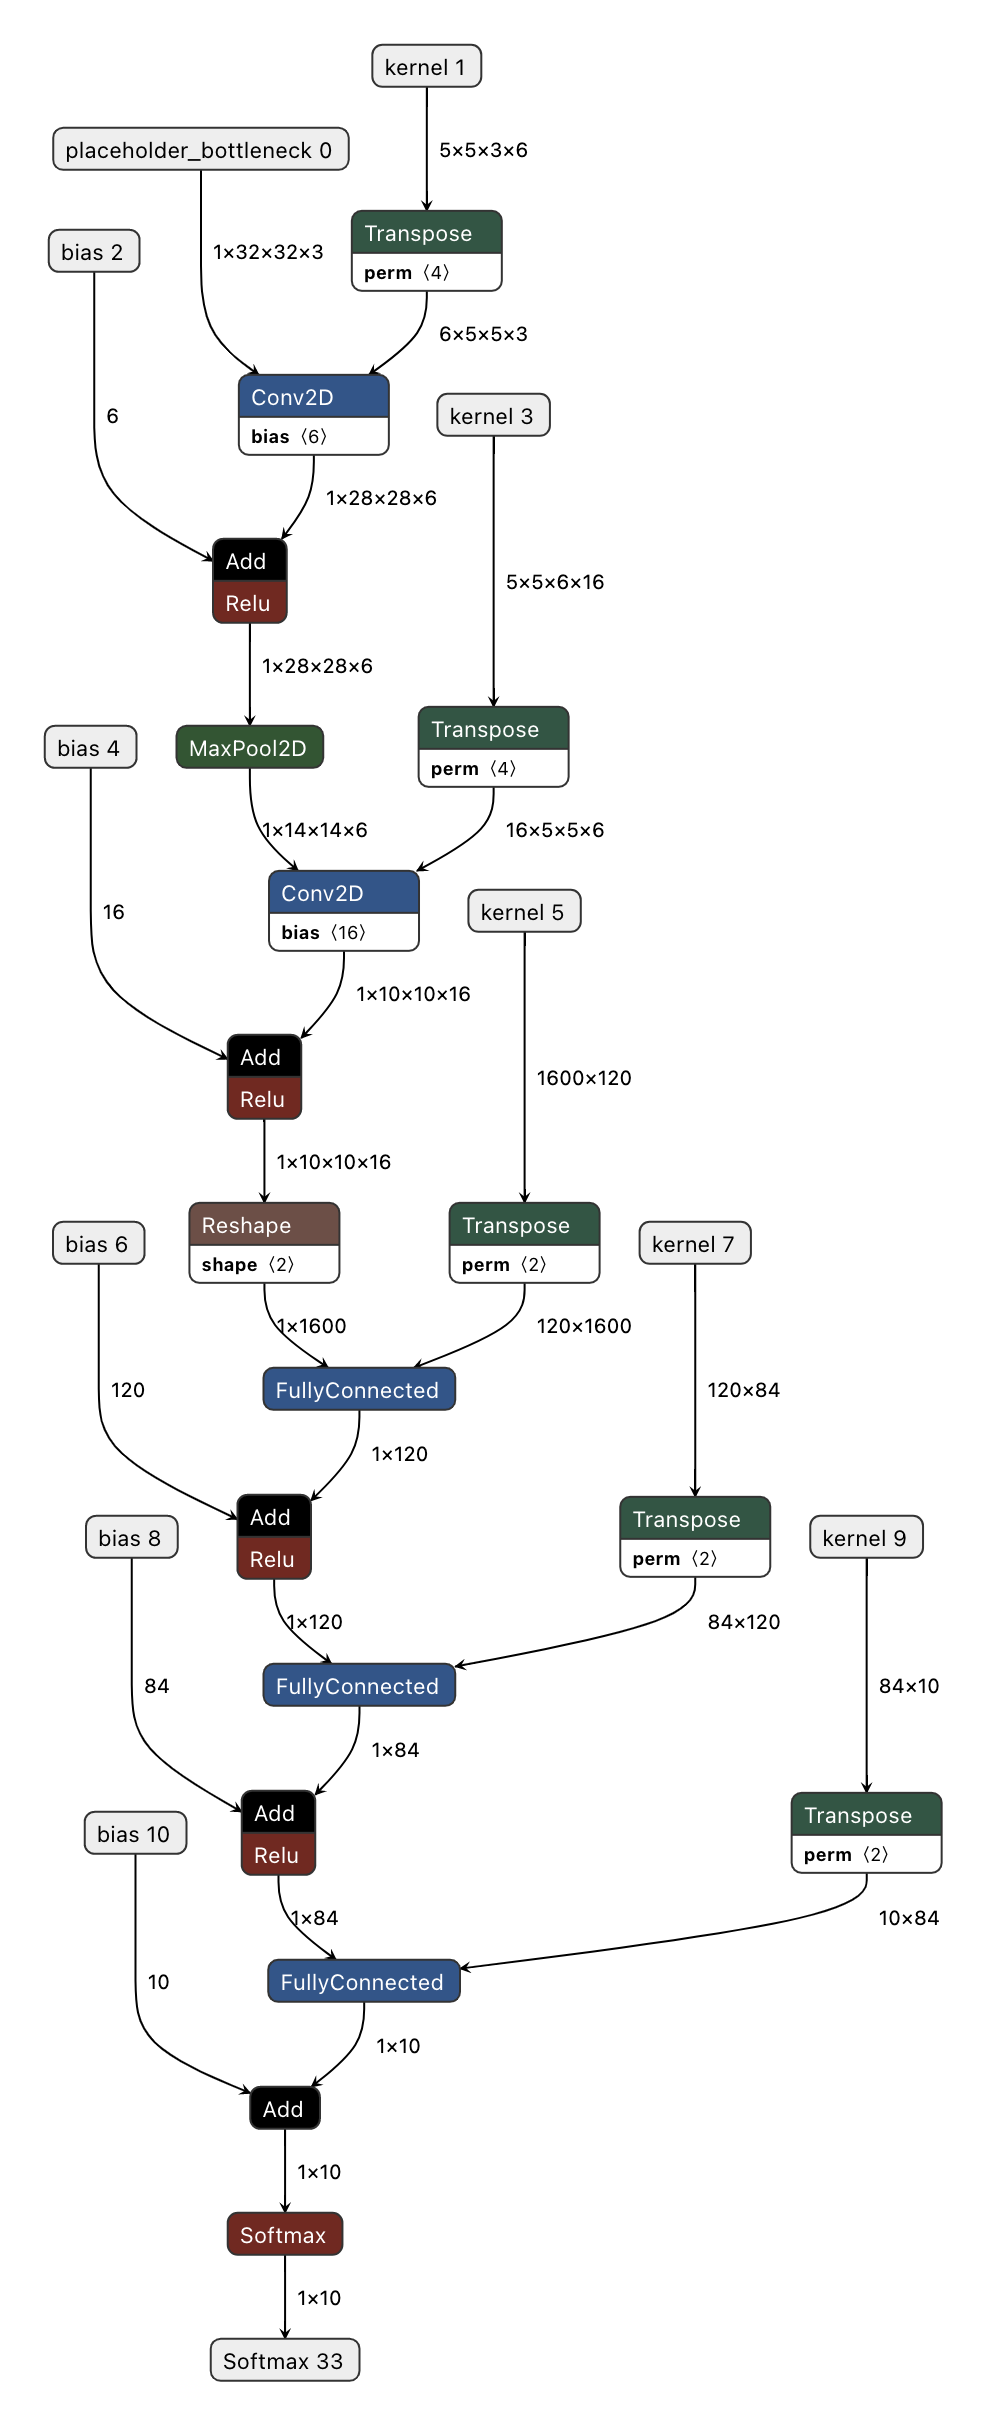 kernel 1
placeholder_bottleneck 0
5×5×3×6
bias 2
1×32×32×3
Transpose
perm ⟨4⟩
6×5×5×3
Conv2D
bias ⟨6⟩
kernel 3
6
1×28×28×6
Add
Relu
5×5×6×16
1×28×28×6
bias 4
MaxPool2D
Transpose
perm ⟨4⟩
1×14×14×6
16×5×5×6
Conv2D
bias ⟨16⟩
kernel 5
16
1×10×10×16
Add
Relu
1600×120
1×10×10×16
Reshape
shape ⟨2⟩
Transpose
perm ⟨2⟩
bias 6
kernel 7
1×1600
120×1600
FullyConnected
120
120×84
1×120
Add
Relu
Transpose
perm ⟨2⟩
bias 8
kernel 9
1×120
84×120
FullyConnected
84
84×10
1×84
Add
Relu
Transpose
perm ⟨2⟩
bias 10
1×84
10×84
FullyConnected
10
1×10
Add
1×10
Softmax
1×10
Softmax 33